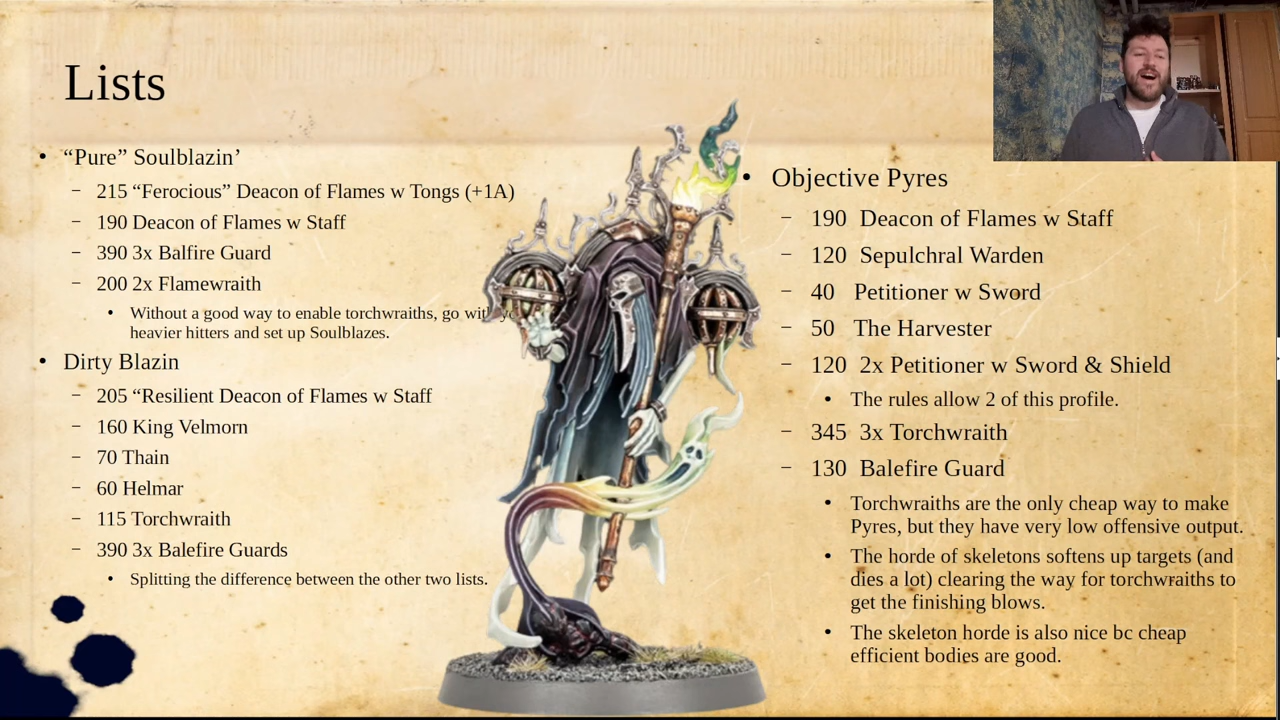 Lists
• “Pure” Soulblazin’
– 215 “Ferocious” Deacon of Flames w Tongs (+1A)
– 190 Deacon of Flames w Staff
– 390 3x Balfire Guard
– 200 2x Flamewraith
• Without a good way to enable torchwraiths, go with
heavier hitters and set up Soulblazes.
• Dirty Blazin
– 205 “Resilient Deacon of Flames w Staff
– 160 King Velmorn
– 70 Thain
– 60 Helmar
– 115 Torchwraith
– 390 3x Balefire Guards
• Splitting the difference between the other two lists.
• Objective Pyres
– 190 Deacon of Flames w Staff
– 120 Sepulchral Warden
– 40 Petitioner w Sword
– 50 The Harvester
– 120 2x Petitioner w Sword & Shield
• The rules allow 2 of this profile.
– 345 3x Torchwraith
– 130 Balefire Guard
• Torchwraiths are the only cheap way to make
Pyres, but they have very low offensive output.
• The horde of skeletons softens up targets (and
dies a lot) clearing the way for torchwraiths to
get the finishing blows.
• The skeleton horde is also nice bc cheap
efficient bodies are good.